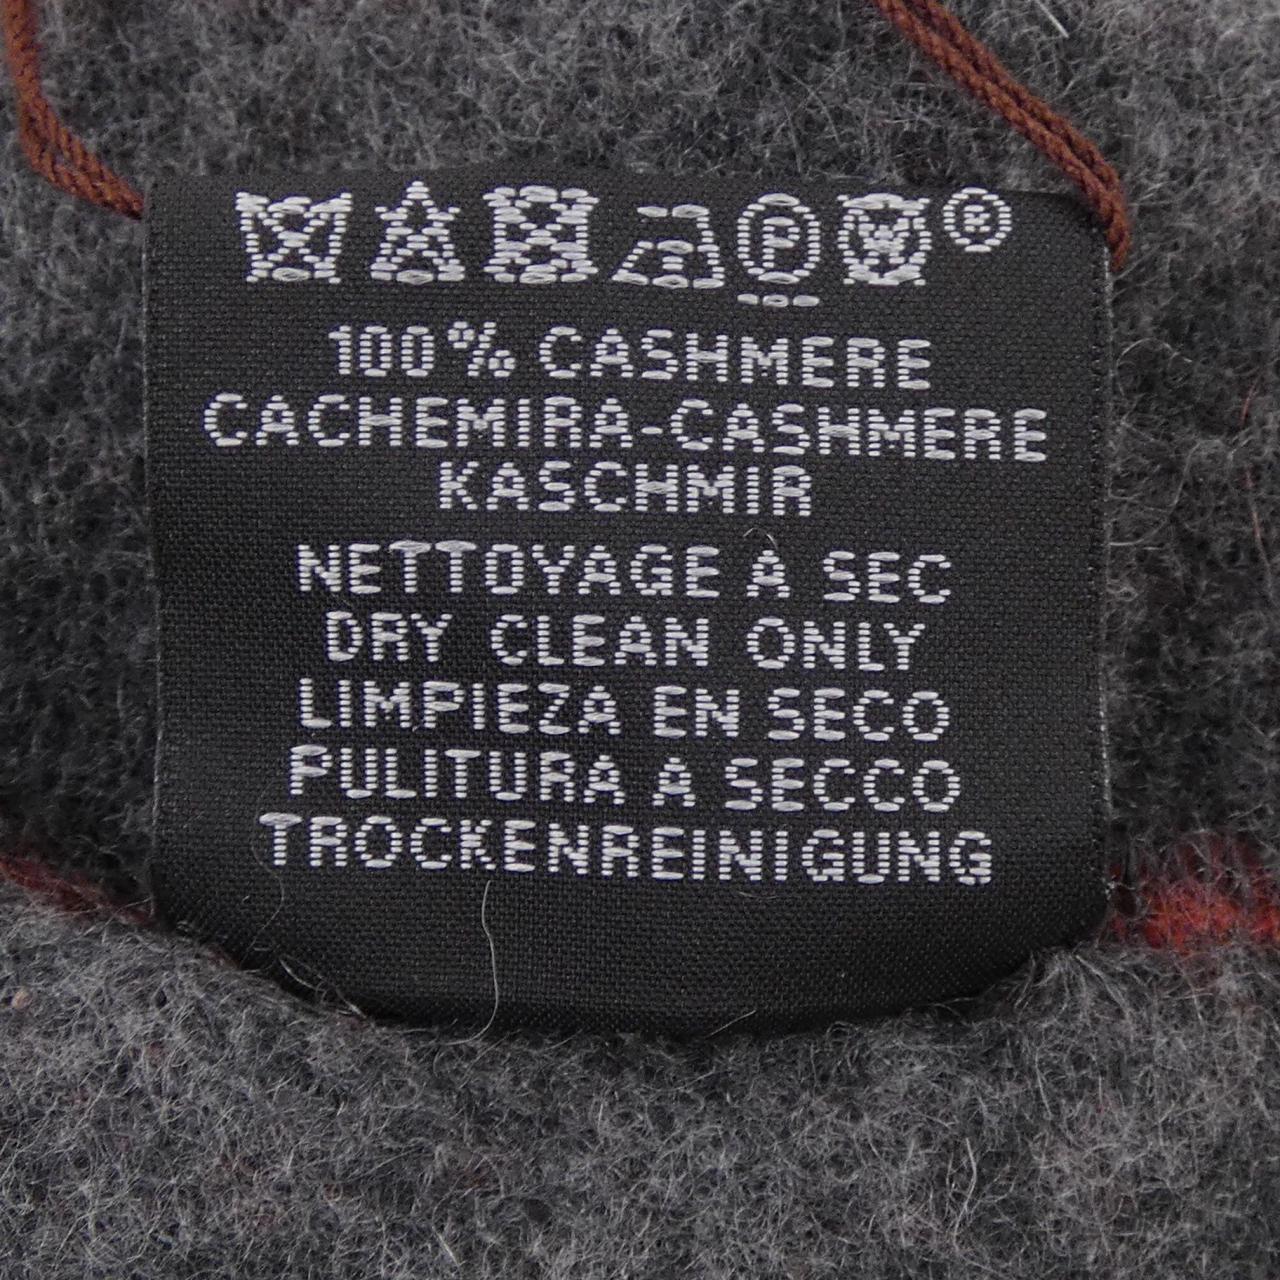 P ®
100% CASHMERE
CACHEMIRA-CASHMERE
KASCHMIR
NETTOYAGE A SEC
DRY CLEAN ONLY
LIMPIEZA EN SECO
PULITURA A SECCO
TROCKENREINIGUNG